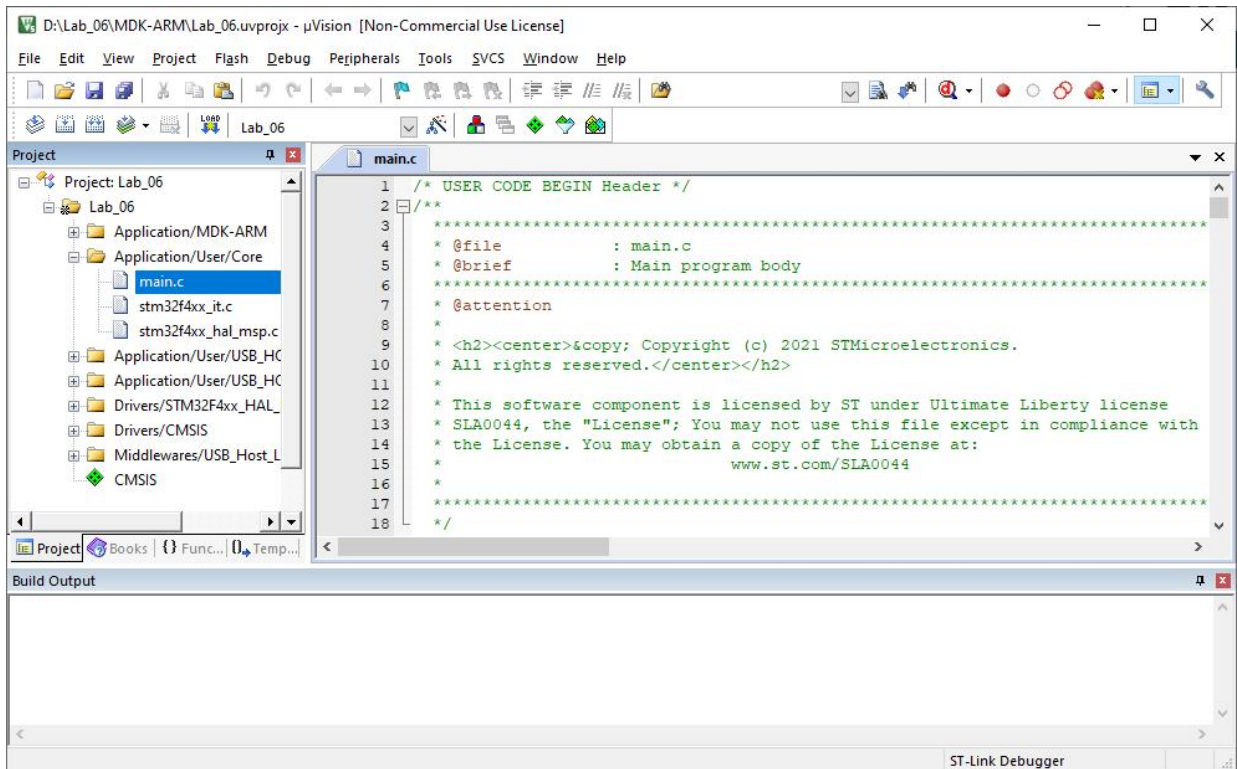 D:\Lab_06\MDK-ARM\Lab_06.uvprojx - µVision [Non-Commercial Use License]
File Edit View Project Flash Debug Peripherals Tools SVCS Window Help
LOAD
Lab_06
Project
Project: Lab_06
Lab_06
Application/MDK-ARM
Application/User/Core
main.c
stm32f4xx_it.c
stm32f4xx_hal_msp.c
Application/User/USB_HO
Application/User/USB_HO
Drivers/STM32F4xx_HAL_
Drivers/CMSIS
Middlewares/USB_Host_L
CMSIS
Project Books {} Func... Temp...
main.c
1 /* USER CODE BEGIN Header */
2 /**
3 ******************************************************************************
4 * @file : main.c
5 * @brief : Main program body
6 ******************************************************************************
7 * @attention
8 *
9 * <h2><center>&copy; Copyright (c) 2021 STMicroelectronics.
10 * All rights reserved.</center></h2>
11 *
12 * This software component is licensed by ST under Ultimate Liberty license
13 * SLA0044, the "License"; You may not use this file except in compliance with
14 * the License. You may obtain a copy of the License at:
15 * www.st.com/SLA0044
16 *
17 ******************************************************************************
18 */
Build Output
ST-Link Debugger